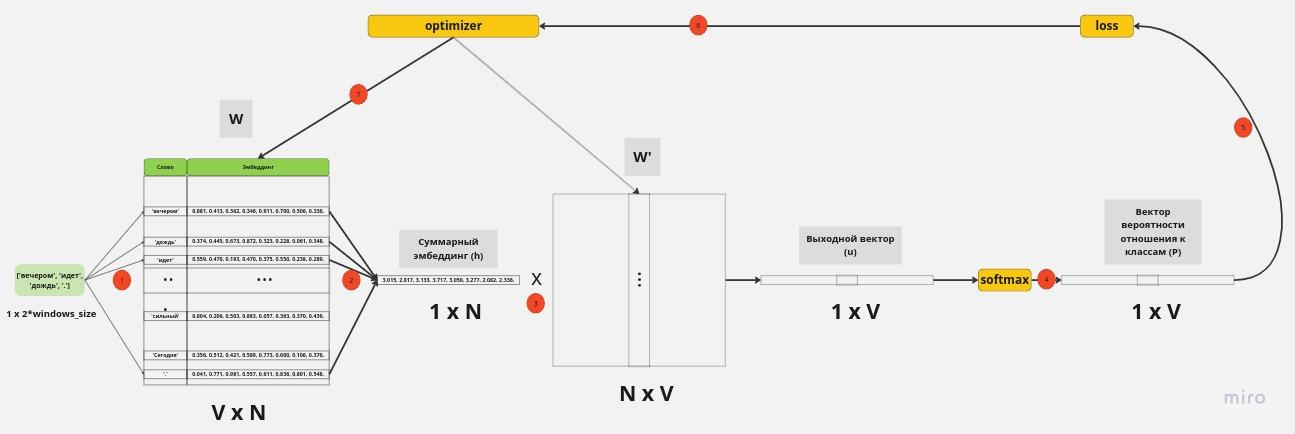 optimizer
6
loss
7
5
W
W'
Слово
Эмбеддинг
'вечером'
0.881, 0.413, 0.362, 0.346, 0.911, 0.700, 0.506, 0.336,
'дождь'
0.374, 0.445, 0.673, 0.872, 0.323, 0.228, 0.061, 0.348,
'идет'
0.559, 0.470, 0.193, 0.470, 0.375, 0.550, 0.238, 0.289,
['вечером', 'идет',
'дождь', '.']
1 x 2*windows_size
1
2
'сильный'
0.804, 0.206, 0.503, 0.883, 0.057, 0.363, 0.370, 0.439,
'Сегодня'
0.356, 0.512, 0.421, 0.589, 0.773, 0.600, 0.106, 0.376,
'.'
0.041, 0.771, 0.981, 0.557, 0.611, 0.836, 0.801, 0.548,
V x N
Суммарный
эмбеддинг (h)
3.015, 2.817, 3.133, 3.717, 3.050, 3.277, 2.082, 2.336,
1 x N
X
3
N x V
Выходной вектор
(u)
1 x V
softmax
4
Вектор
вероятности
отношения к
классам (P)
1 x V
miro